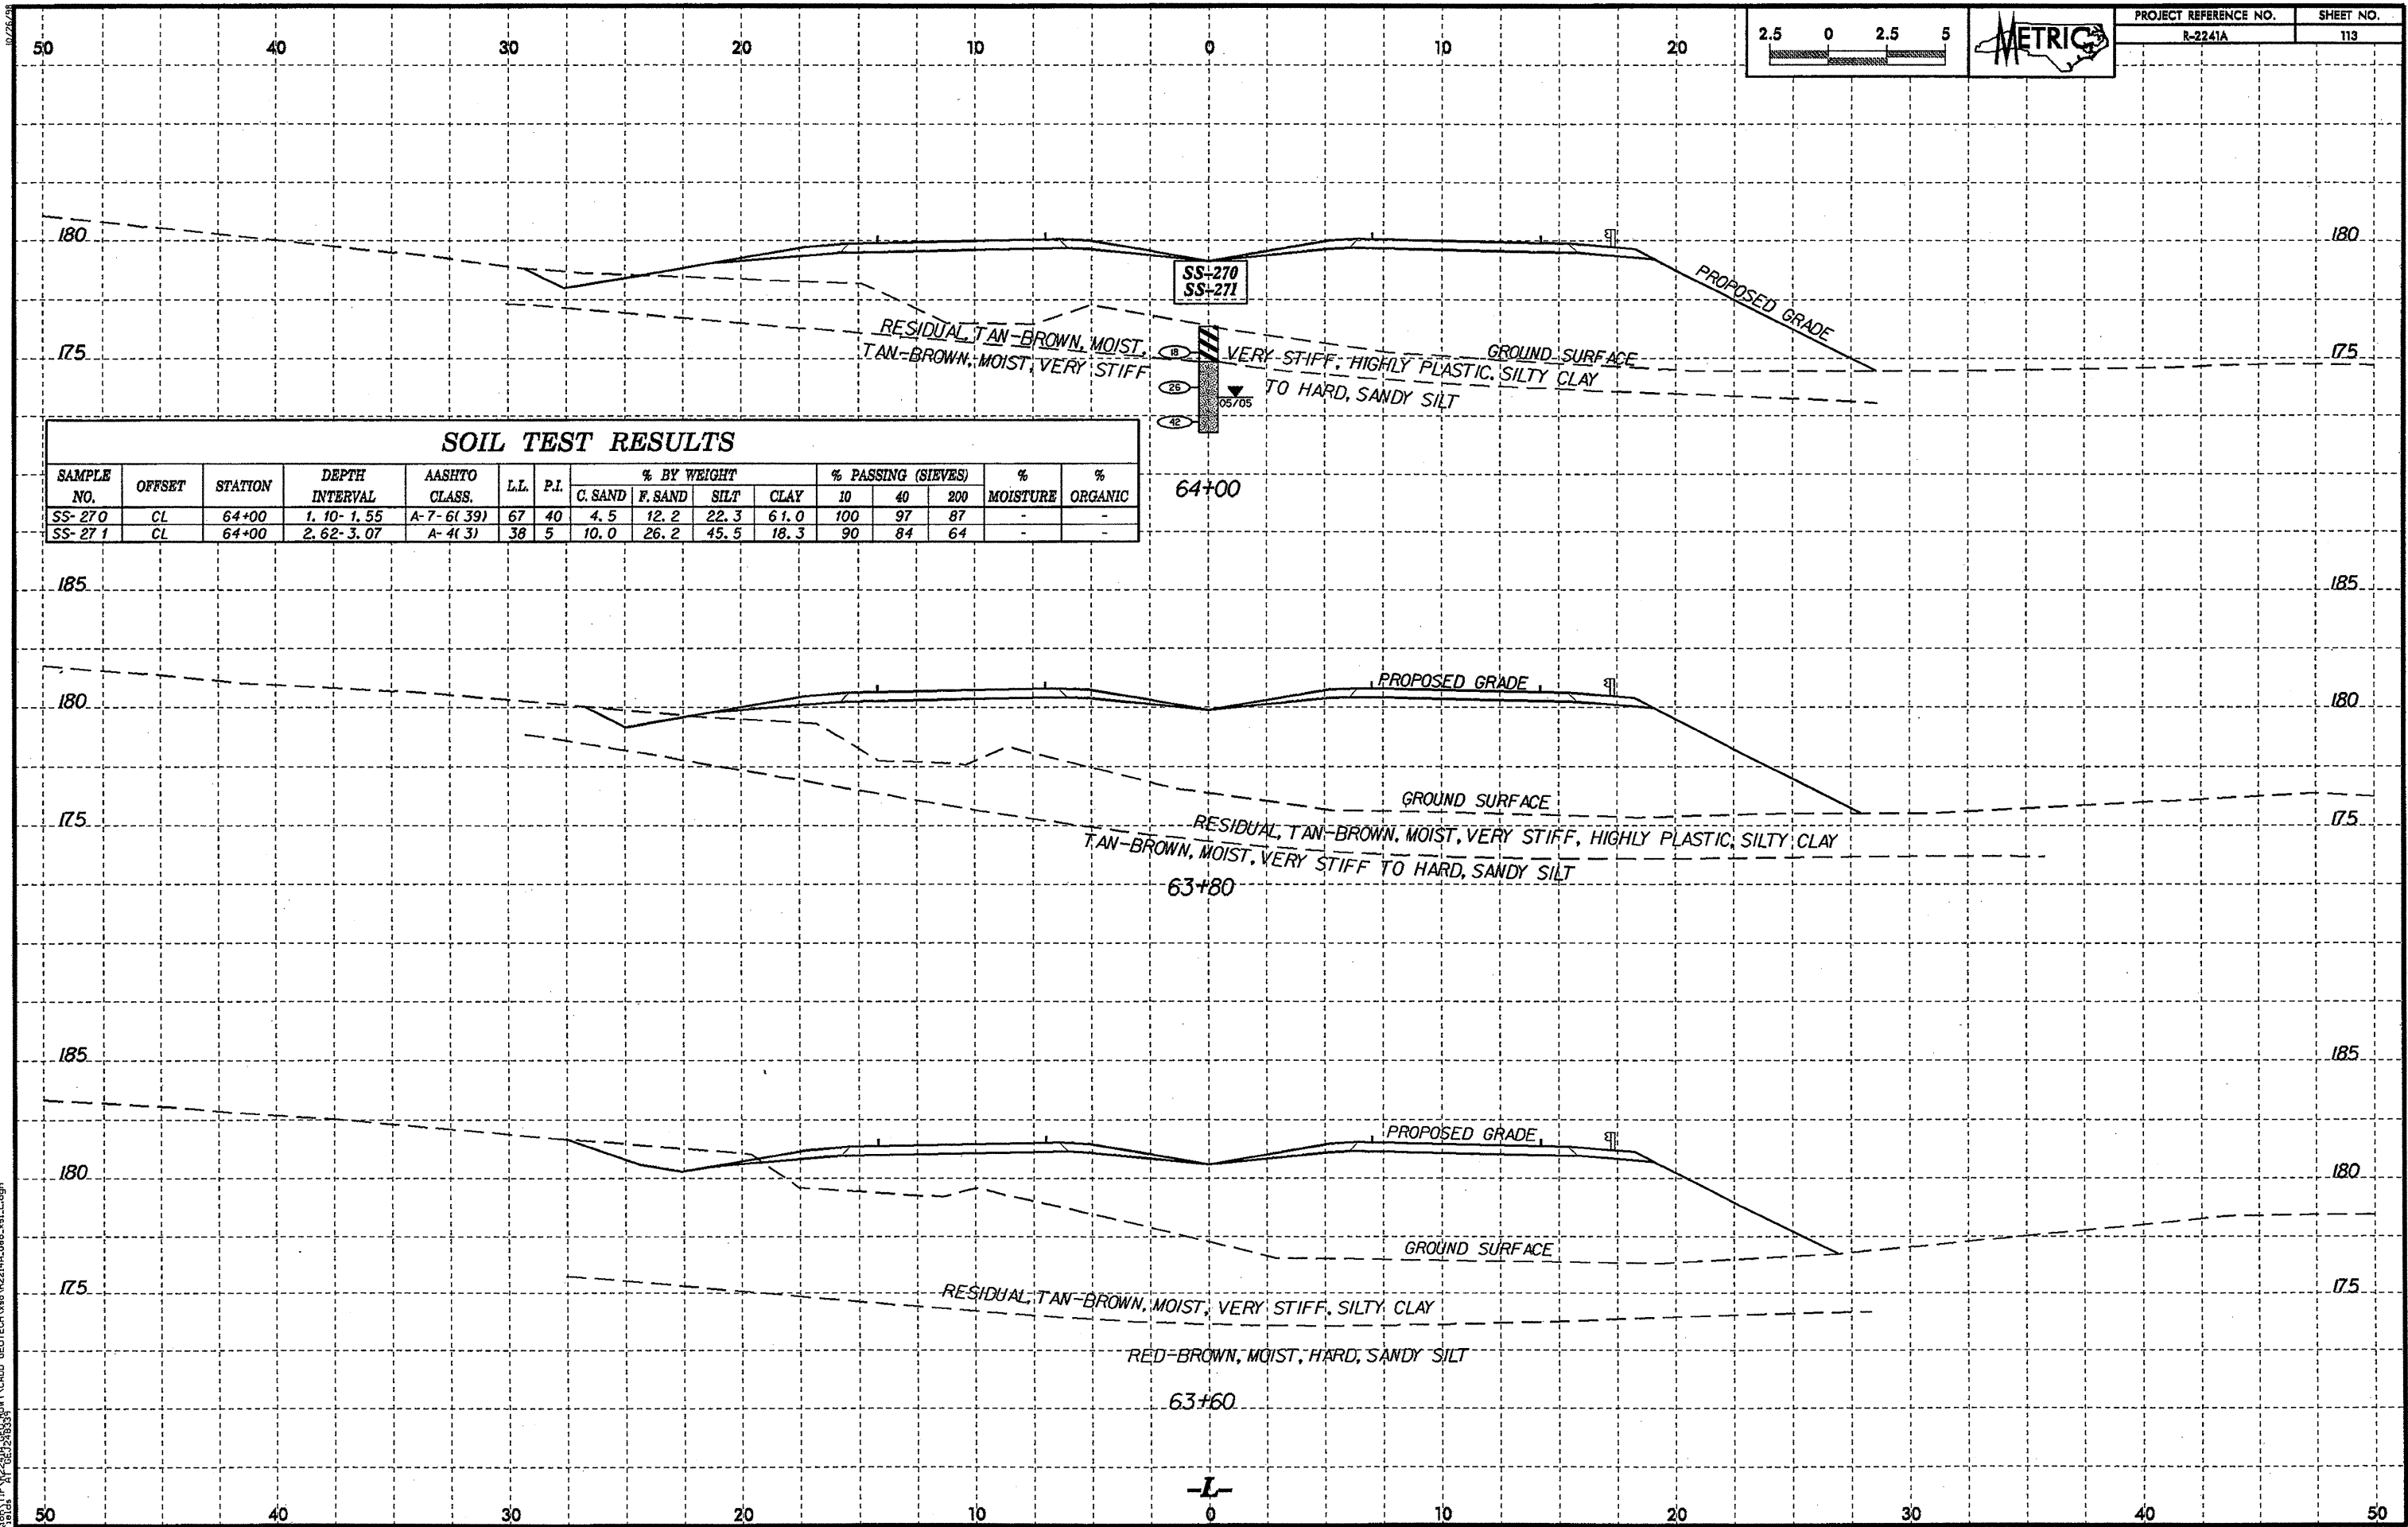 10/26/98
50 40 30 20 10 0 10 20
2.5 0 2.5 5
METRIC
PROJECT REFERENCE NO. SHEET NO.
R-2241A 113
180 180
SS-270
SS-271
PROPOSED GRADE
RESIDUAL, TAN-BROWN, MOIST, VERY STIFF, HIGHLY PLASTIC, SILTY CLAY
GROUND SURFACE
175 175
18
TAN-BROWN, MOIST, VERY STIFF TO HARD, SANDY SILT
26
05/05
42
SOIL TEST RESULTS
SAMPLE NO. OFFSET STATION DEPTH INTERVAL AASHTO CLASS. L.L. P.I. % BY WEIGHT % PASSING (SIEVES) % MOISTURE % ORGANIC
C. SAND F. SAND SILT CLAY 10 40 200
SS-270 CL 64+00 1.10-1.55 A-7-6(39) 67 40 4.5 12.2 22.3 61.0 100 97 87 - -
SS-271 CL 64+00 2.62-3.07 A-4(3) 38 5 10.0 26.2 45.5 18.3 90 84 64 - -
64+00
185 185
PROPOSED GRADE
180 180
GROUND SURFACE
175 175
RESIDUAL, TAN-BROWN, MOIST, VERY STIFF, HIGHLY PLASTIC, SILTY CLAY
TAN-BROWN, MOIST, VERY STIFF TO HARD, SANDY SILT
63+80
185 185
PROPOSED GRADE
180 180
GROUND SURFACE
175 175
RESIDUAL, TAN-BROWN, MOIST, VERY STIFF, SILTY CLAY
RED-BROWN, MOIST, HARD, SANDY SILT
63+60
-L-
50 40 30 20 10 0 10 20 30 40 50